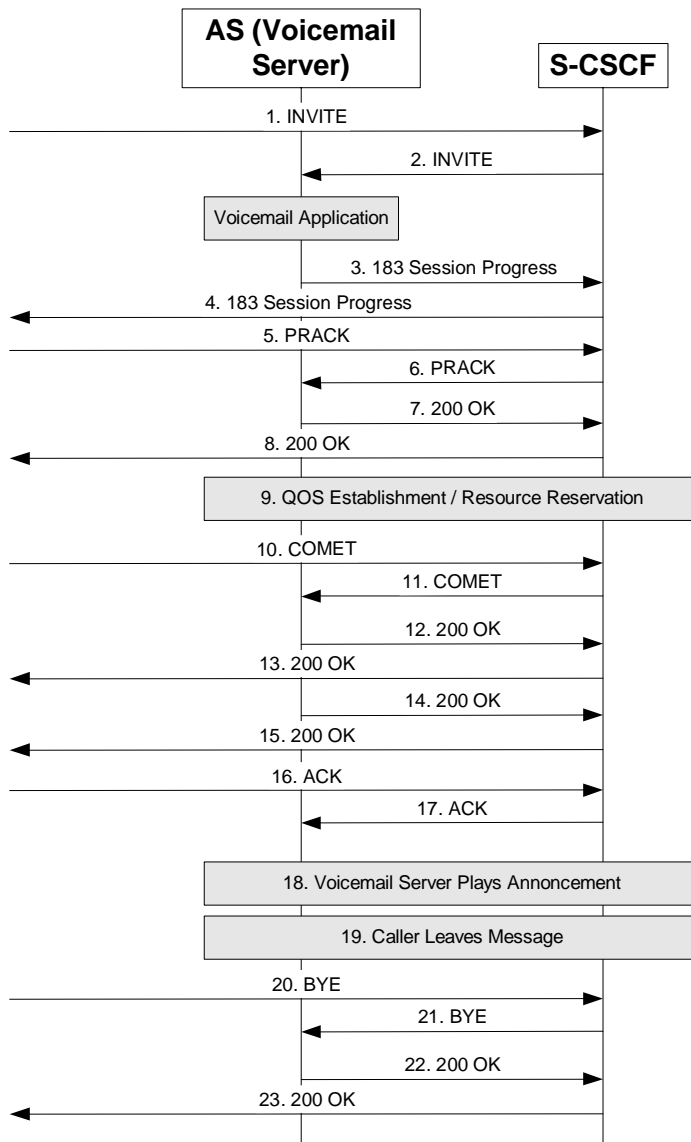 AS (Voicemail
Server)
S-CSCF
1. INVITE
2. INVITE
Voicemail Application
3. 183 Session Progress
4. 183 Session Progress
5. PRACK
6. PRACK
7. 200 OK
8. 200 OK
9. QOS Establishment / Resource Reservation
10. COMET
11. COMET
12. 200 OK
13. 200 OK
14. 200 OK
15. 200 OK
16. ACK
17. ACK
18. Voicemail Server Plays Annoncement
19. Caller Leaves Message
20. BYE
21. BYE
22. 200 OK
23. 200 OK